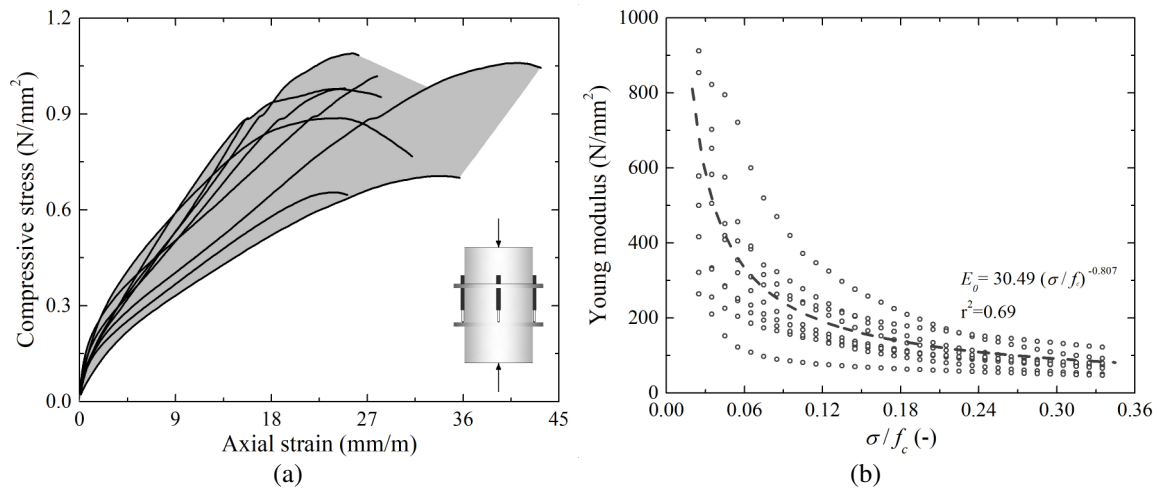 1.2
0.9
0.6
0.3
0.0
Compressive stress (N/mm²)
0 9 18 27 36 45
Axial strain (mm/m)
(a)
1000
800
600
400
200
0
Young modulus (N/mm²)
E₀= 30.49 (σ/f꜀)⁻⁰·⁸⁰⁷
r²=0.69
0.00 0.06 0.12 0.18 0.24 0.30 0.36
σ/f꜀ (-)
(b)